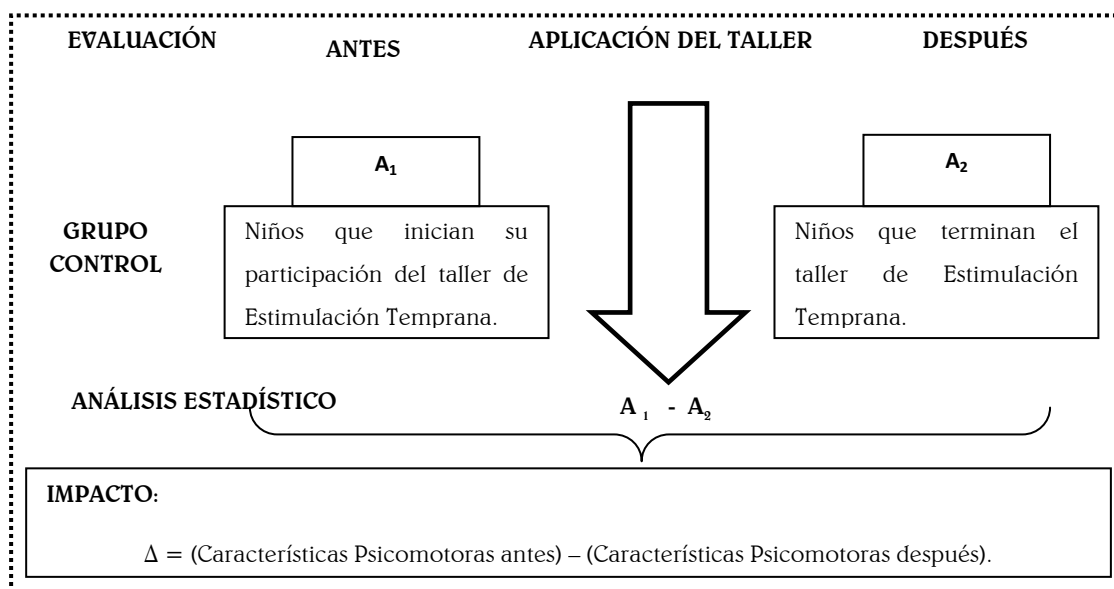 EVALUACIÓN
ANTES
APLICACIÓN DEL TALLER
DESPUÉS
A₁
A₂
GRUPO
CONTROL
Niños que inician su
participación del taller de
Estimulación Temprana.
Niños que terminan el
taller de Estimulación
Temprana.
ANÁLISIS ESTADÍSTICO
A ₁ - A₂
IMPACTO:
Δ = (Características Psicomotoras antes) – (Características Psicomotoras después).